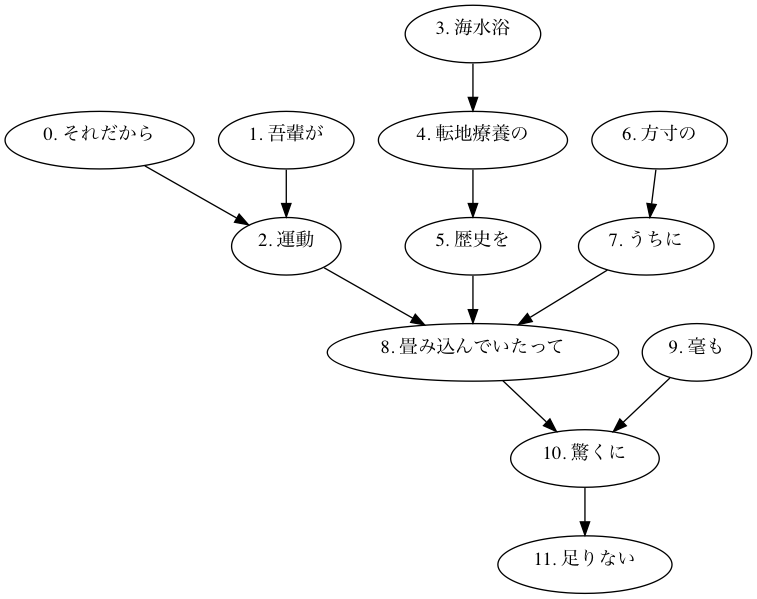 3. 海水浴
0. それだから
1. 吾輩が
4. 転地療養の
6. 方寸の
2. 運動
5. 歴史を
7. うちに
8. 畳み込んでいたって
9. 毫も
10. 驚くに
11. 足りない